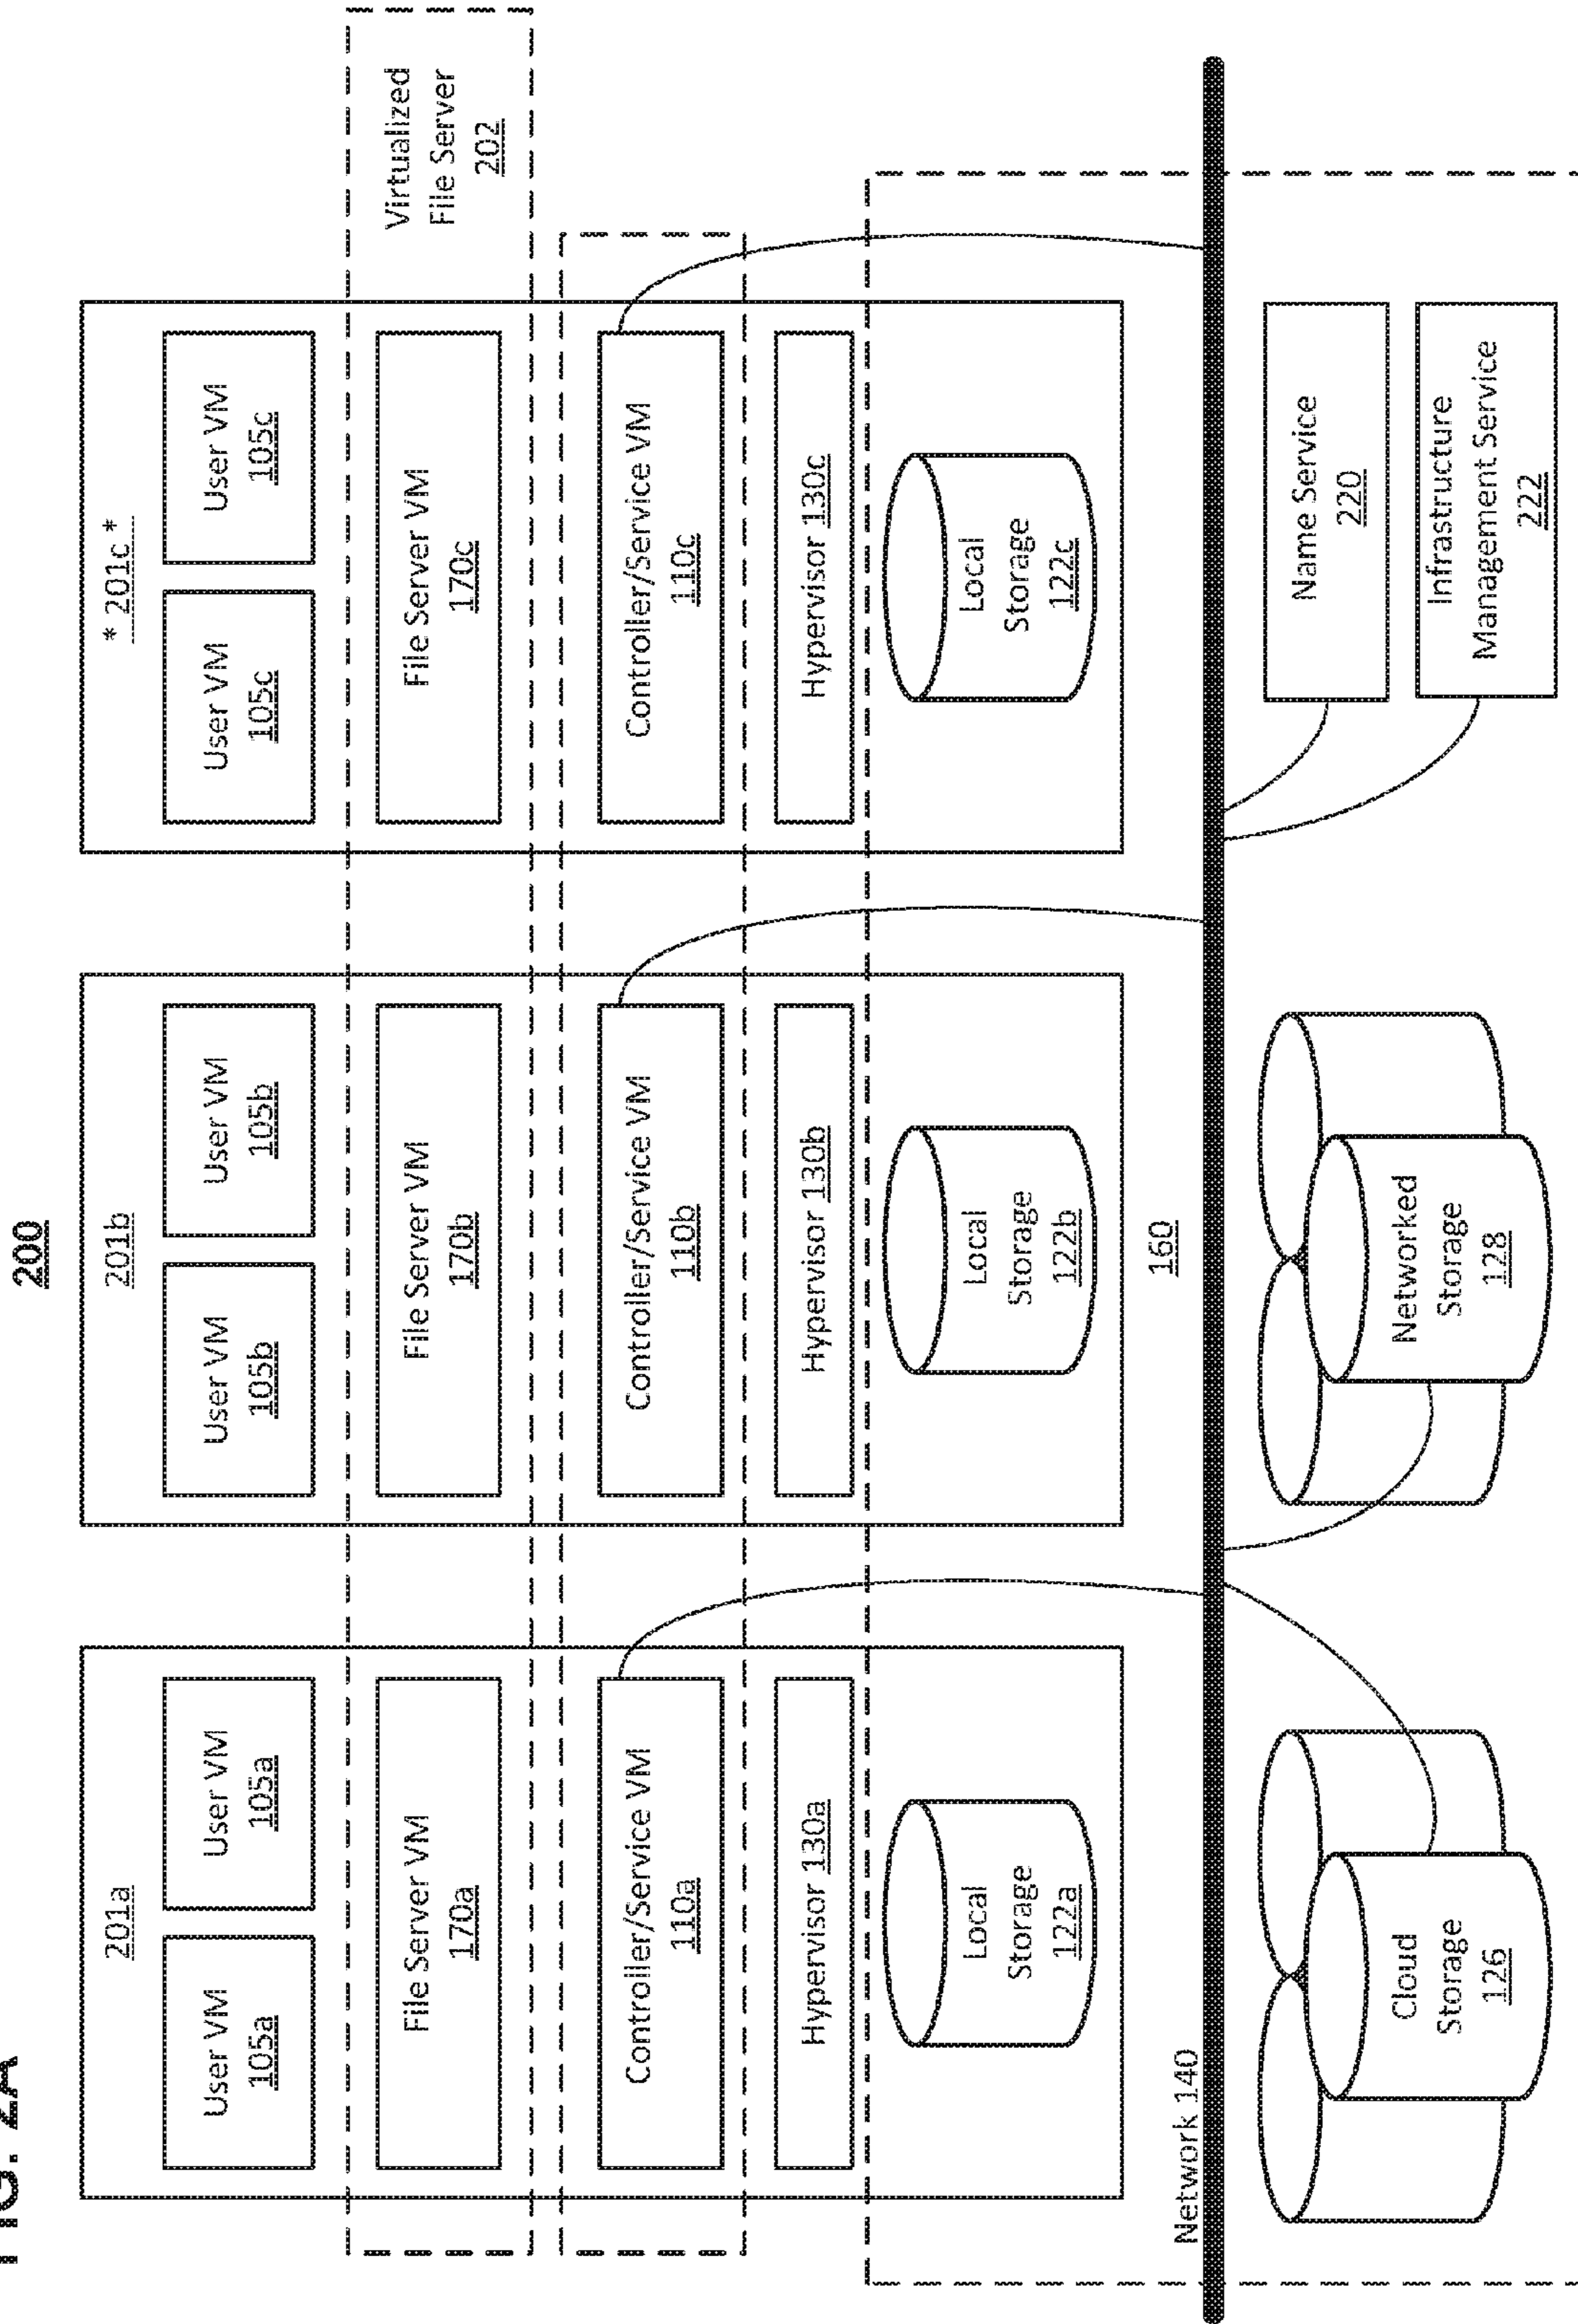 FIG. 2A
200
201a
User VM
105a
User VM
105a
201b
User VM
105b
User VM
105b
* 201c *
User VM
105c
User VM
105c
File Server VM
170a
File Server VM
170b
File Server VM
170c
Virtualized
File Server
202
Controller/Service VM
110a
Controller/Service VM
110b
Controller/Service VM
110c
Hypervisor 130a
Hypervisor 130b
Hypervisor 130c
Local
Storage
122a
Local
Storage
122b
Local
Storage
122c
160
Network 140
Cloud
Storage
126
Networked
Storage
128
Name Service
220
Infrastructure
Management Service
222